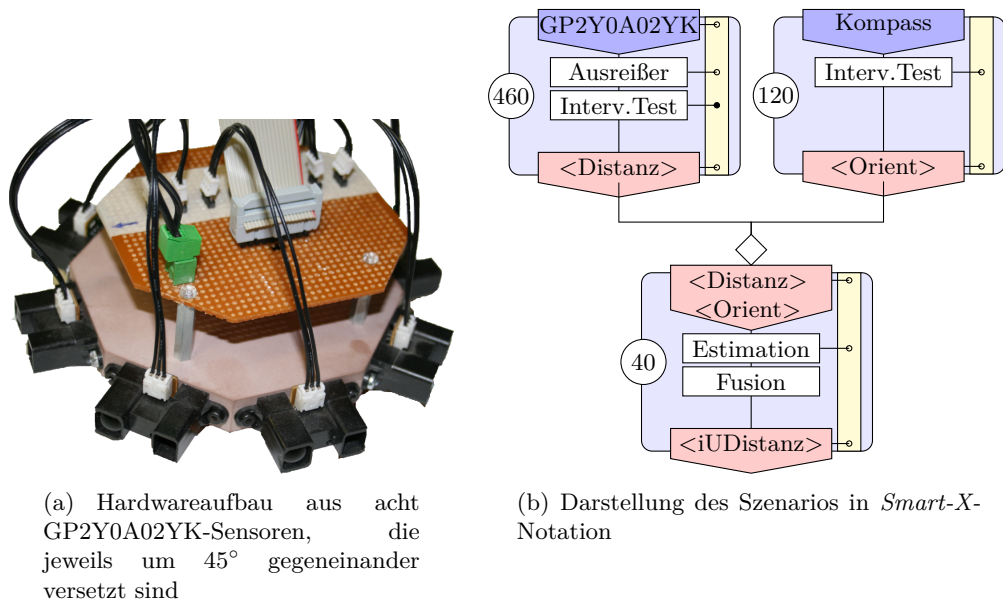 GP2Y0A02YK
Ausreißer
Interv.Test
460
<Distanz>
Kompass
Interv.Test
120
<Orient>
<Distanz>
<Orient>
Estimation
40
Fusion
<iUDistanz>
(a) Hardwareaufbau aus acht
GP2Y0A02YK-Sensoren, die
jeweils um 45° gegeneinander
versetzt sind
(b) Darstellung des Szenarios in Smart-X-
Notation